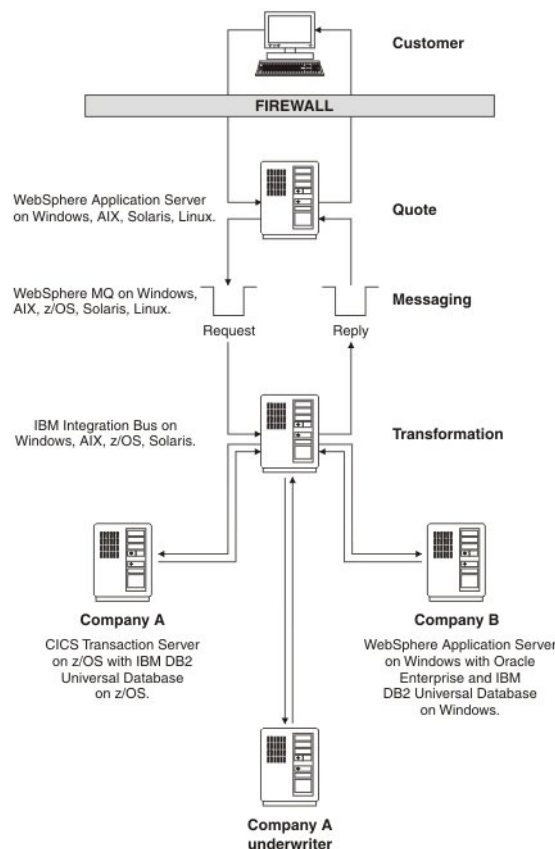 Customer
FIREWALL
WebSphere Application Server
on Windows, AIX, Solaris, Linux.
Quote
WebSphere MQ on Windows,
AIX, z/OS, Solaris, Linux.
Messaging
Request
Reply
IBM Integration Bus on
Windows, AIX, z/OS, Solaris.
Transformation
Company A
CICS Transaction Server
on z/OS with IBM DB2
Universal Database
on z/OS.
Company B
WebSphere Application Server
on Windows with Oracle
Enterprise and IBM
DB2 Universal Database
on Windows.
Company A
underwriter